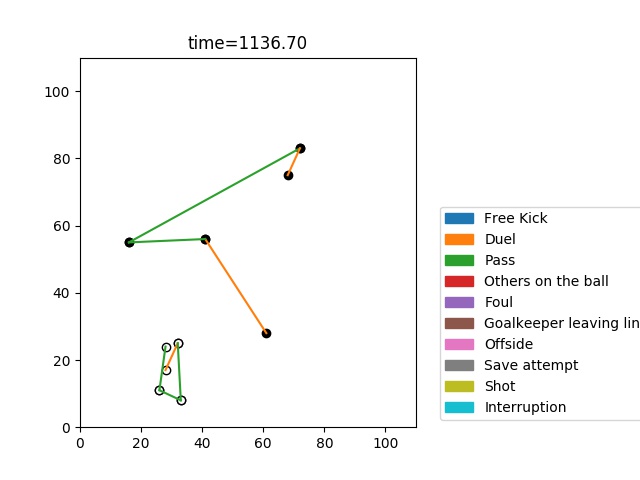 time=1136.70
100
80
60
40
20
0
0 20 40 60 80 100
Free Kick
Duel
Pass
Others on the ball
Foul
Goalkeeper leaving lin
Offside
Save attempt
Shot
Interruption